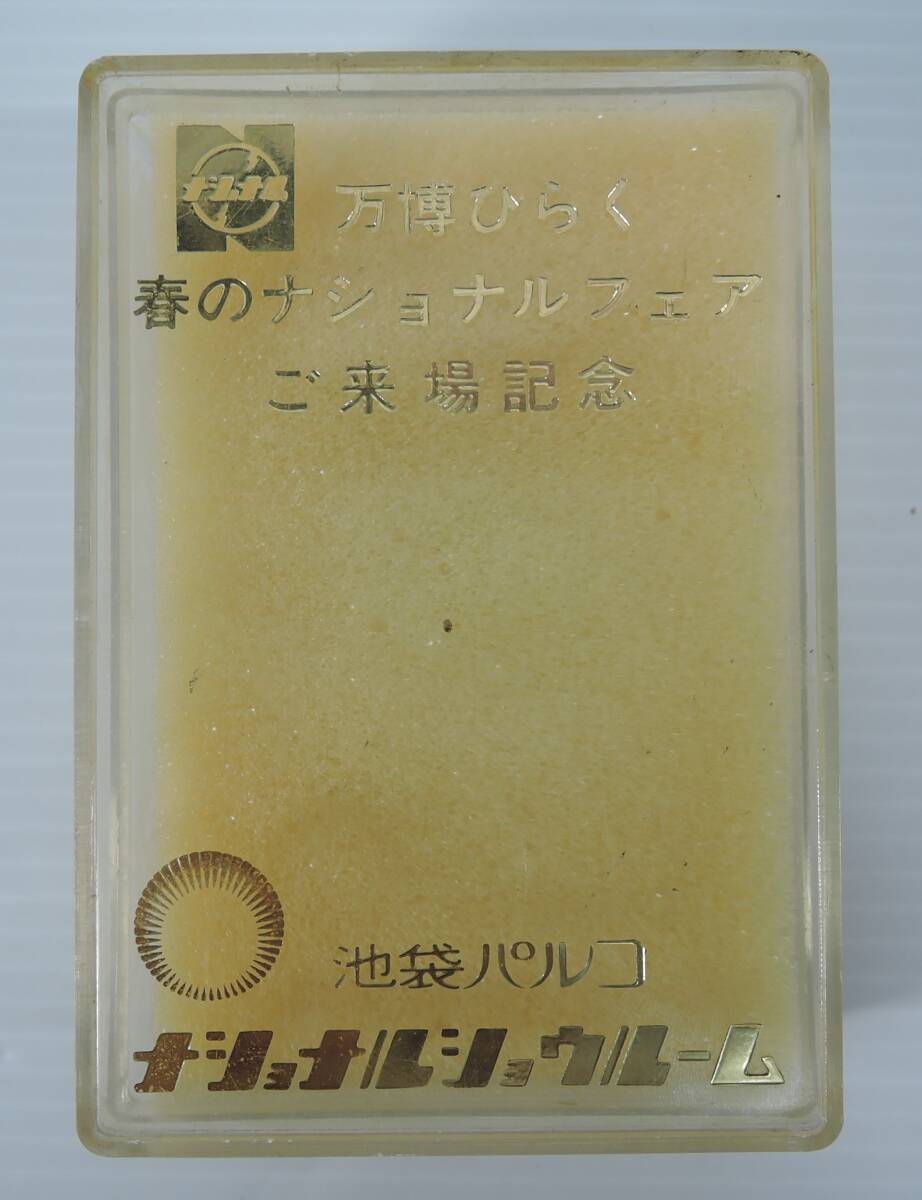 ナショナル
万博ひらく
春のナショナルフェア
ご来場記念
池袋パルコ
ナショナルショウルーム